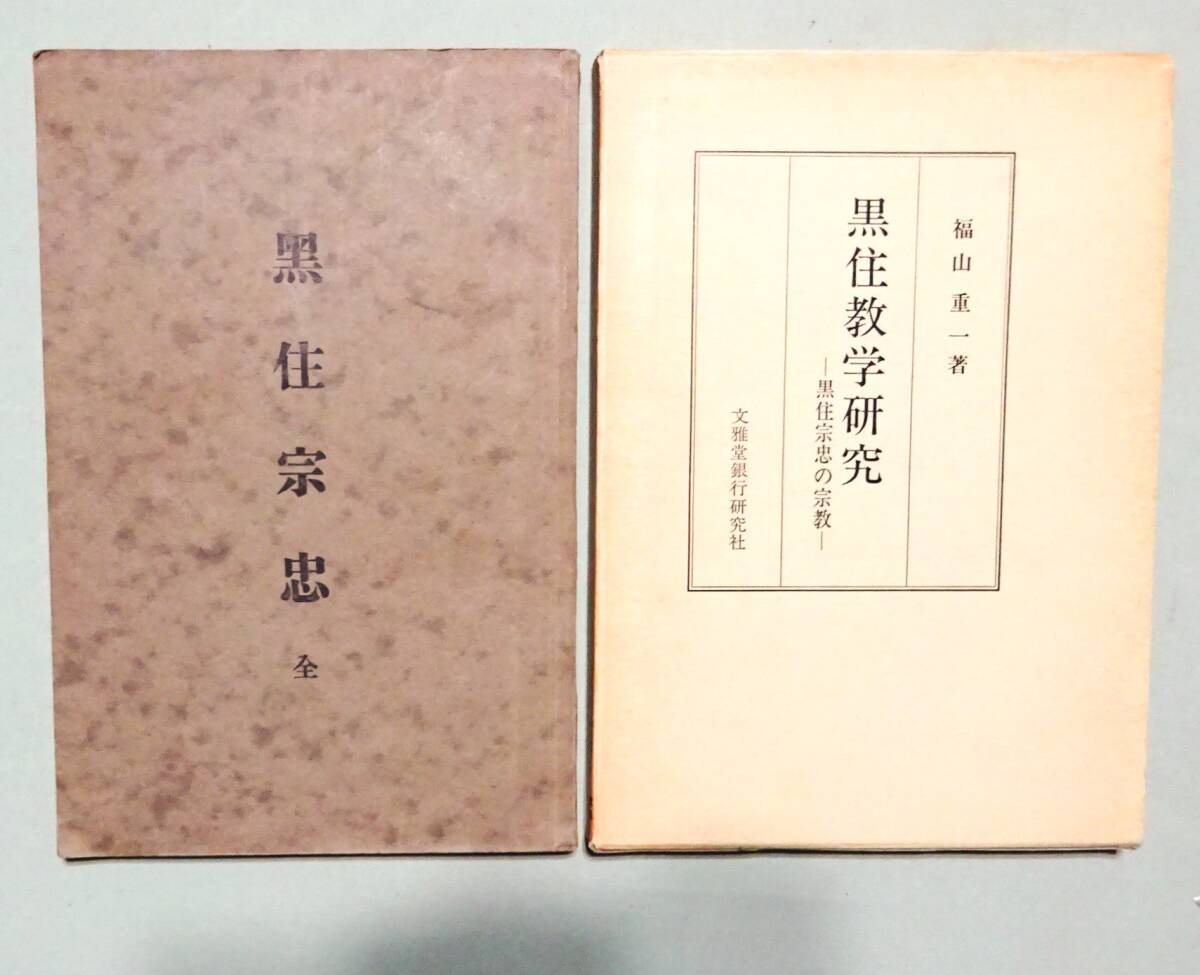 黒住宗忠
全
福山重一著
黒住教学研究
―黒住宗忠の宗教―
文雅堂銀行研究社